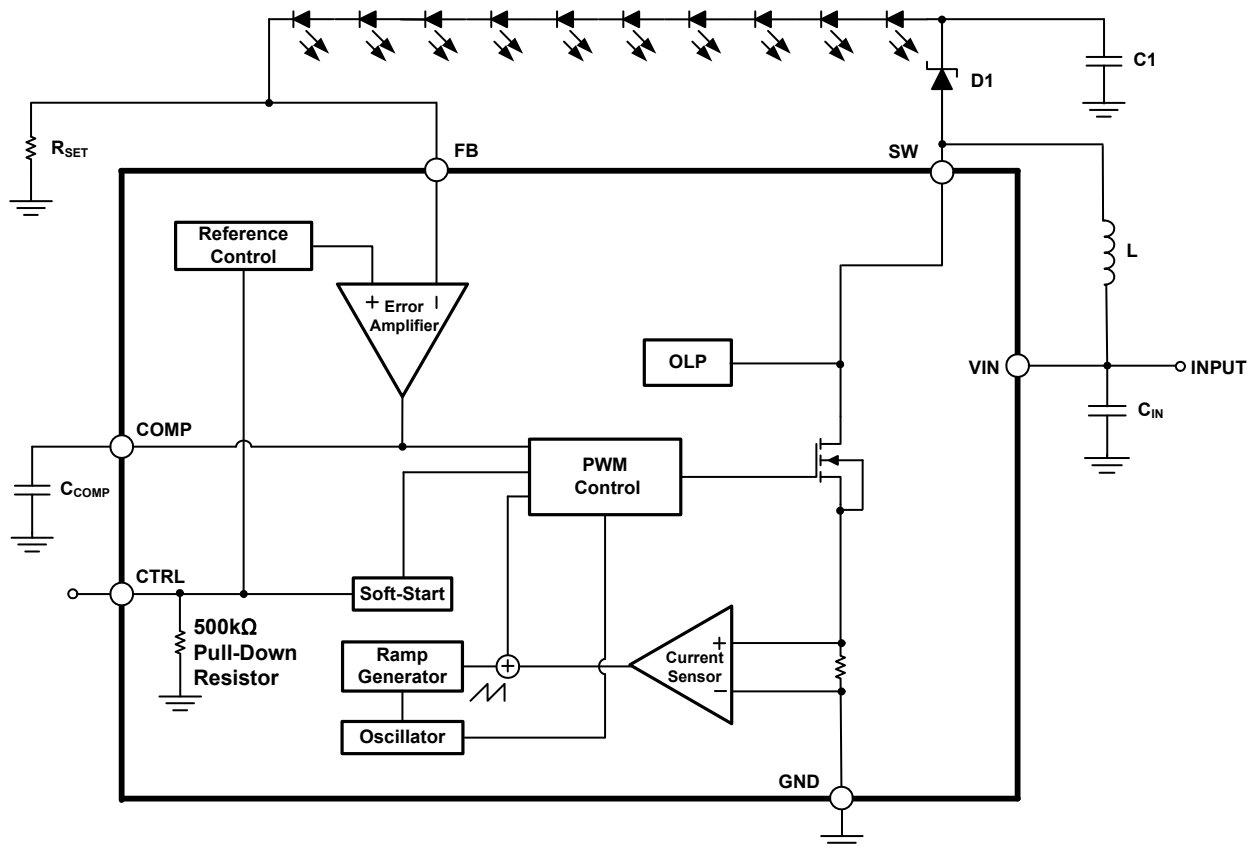 C1
D1
RSET
FB
SW
Reference
Control
L
+ Error –
Amplifier
OLP
VIN
INPUT
COMP
CIN
PWM
Control
CCOMP
CTRL
Soft-Start
500kΩ
Pull-Down
Resistor
Ramp
Generator
+
+
Current
Sensor
–
Oscillator
GND